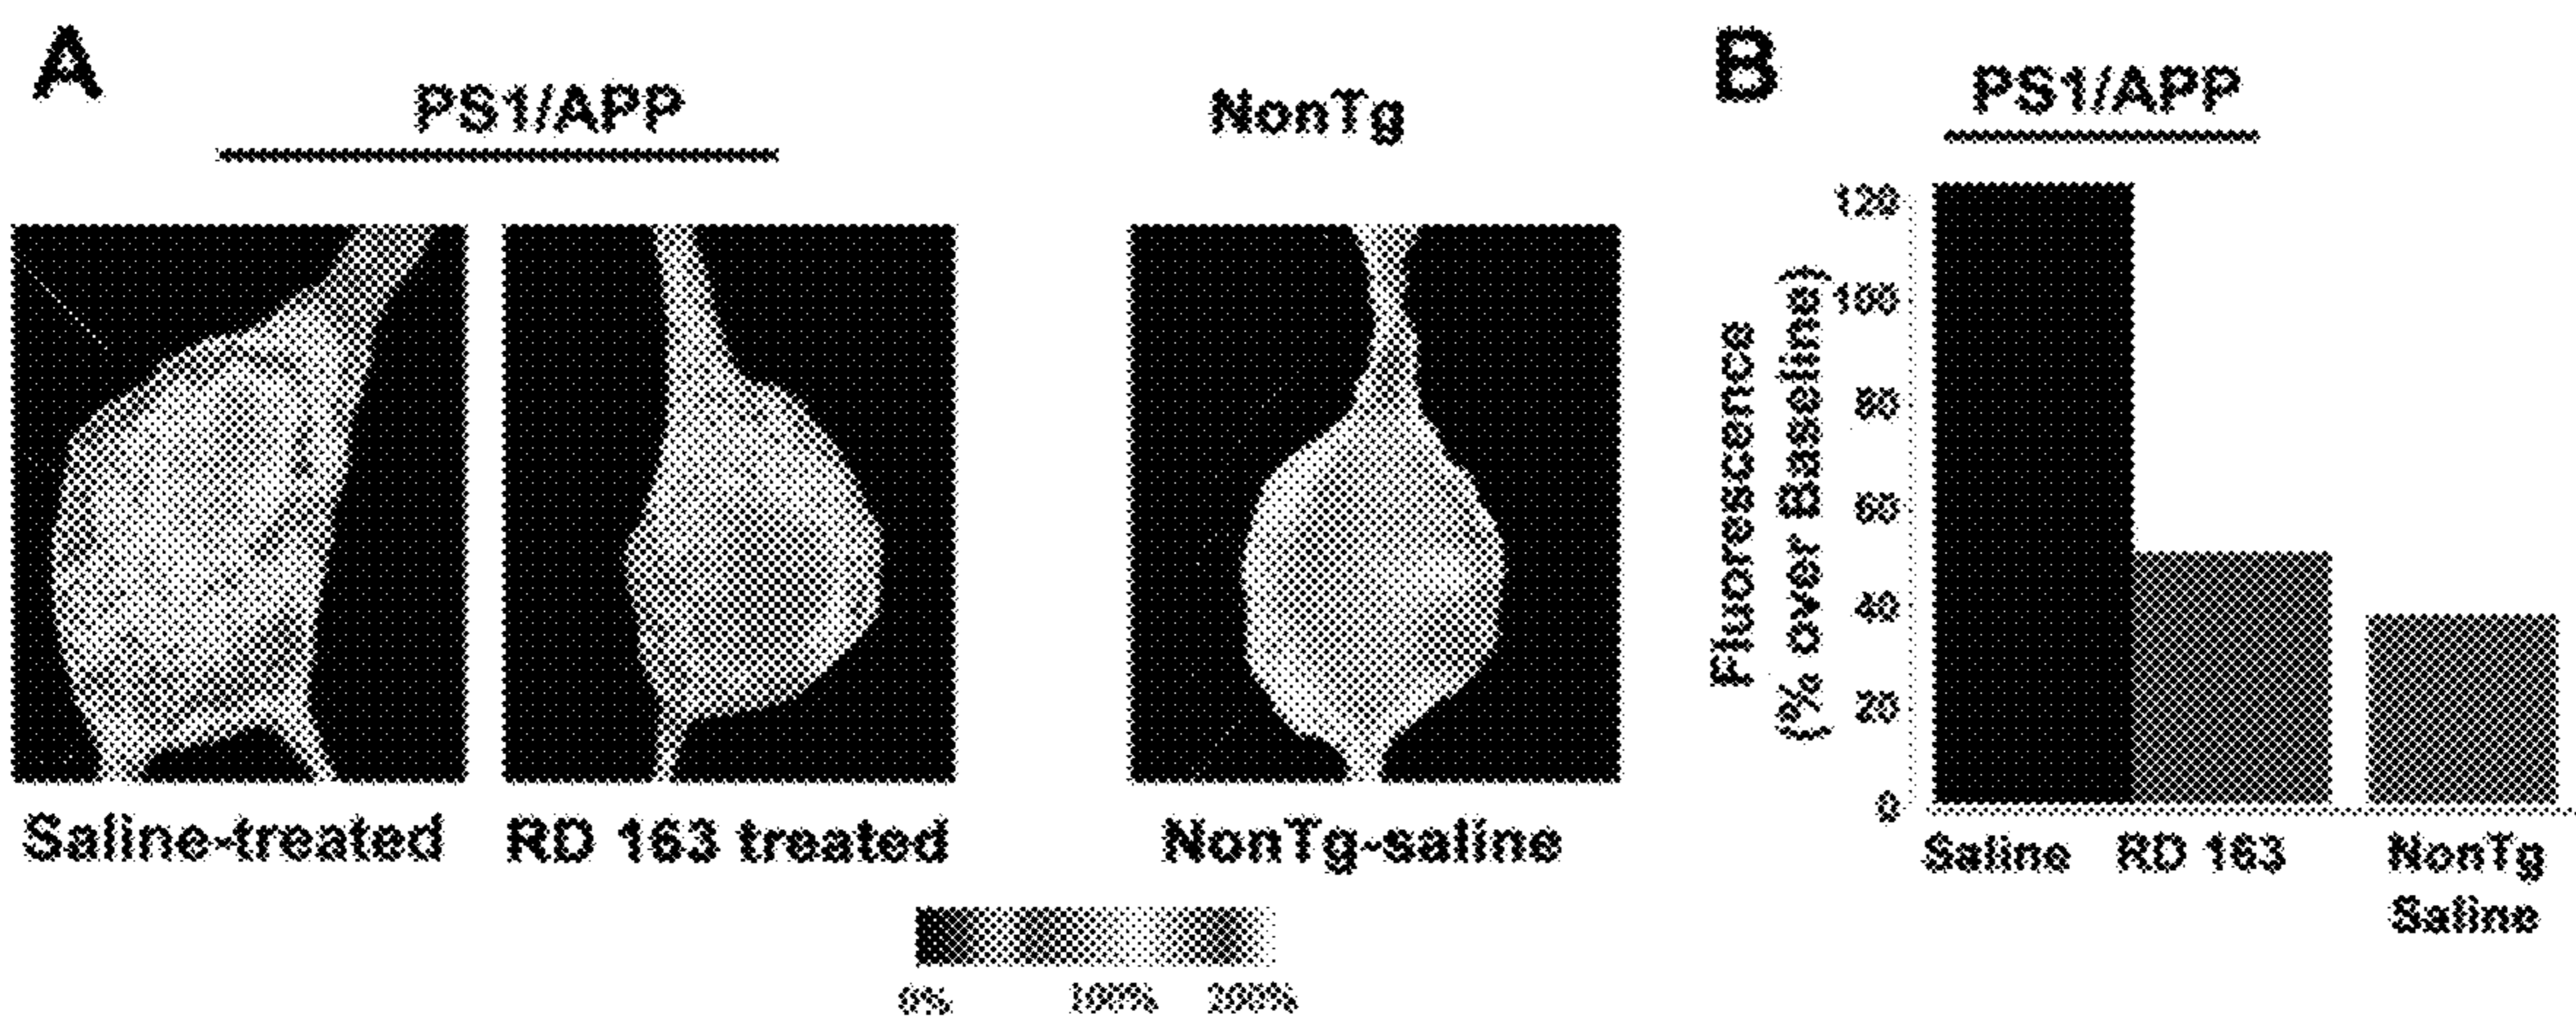 A
PS1/APP
NonTg
Saline-treated
RD 163 treated
NonTg-saline
0%
100%
200%
B
PS1/APP
Fluorescence
(% over Baseline)
120
100
80
60
40
20
0
Saline
RD 163
NonTg
Saline